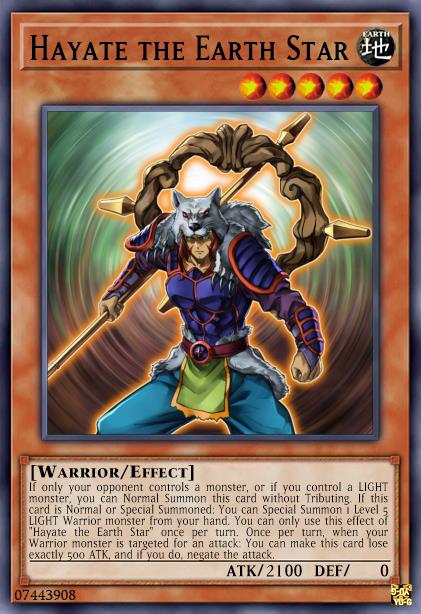 HAYATE THE EARTH STAR
EARTH
地
[WARRIOR/EFFECT]
If only your opponent controls a monster, or if you control a LIGHT
monster, you can Normal Summon this card without Tributing. If this
card is Normal or Special Summoned: You can Special Summon 1 Level 5
LIGHT Warrior monster from your hand. You can only use this effect of
"Hayate the Earth Star" once per turn. Once per turn, when your
Warrior monster is targeted for an attack: You can make this card lose
exactly 500 ATK, and if you do, negate the attack.
ATK/2100 DEF/ 0
07443908